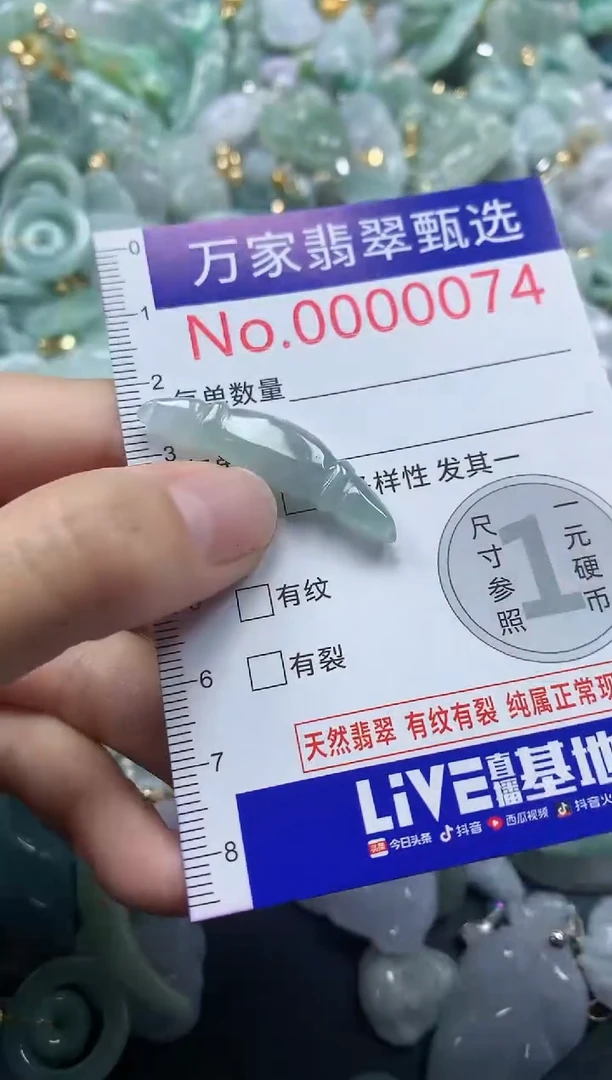 0
万家翡翠甄选
No.0000074
1
2
每单数量
3
样性 发其一
尺寸参照
1
一元硬币
有纹
有裂
6
天然翡翠 有纹有裂 纯属正常现
7
LiVE直播基地
今日头条 抖音 西瓜视频 抖音火
8